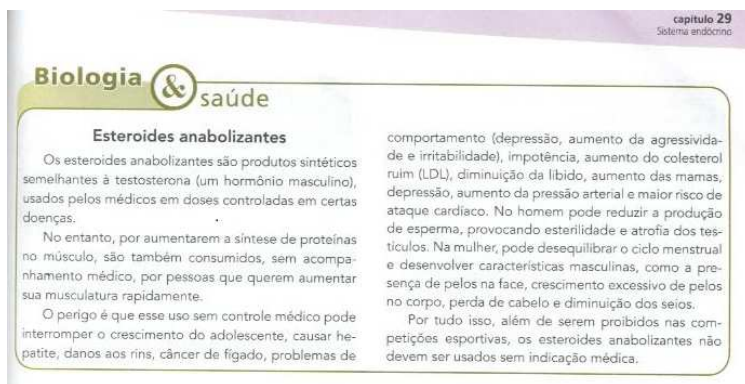 capítulo 29
Sistema endócrino
Biologia & saúde
Esteroides anabolizantes
Os esteroides anabolizantes são produtos sintéticos
semelhantes à testosterona (um hormônio masculino),
usados pelos médicos em doses controladas em certas
doenças.
No entanto, por aumentarem a síntese de proteínas
no músculo, são também consumidos, sem acompa-
nhamento médico, por pessoas que querem aumentar
sua musculatura rapidamente.
O perigo é que esse uso sem controle médico pode
interromper o crescimento do adolescente, causar he-
patite, danos aos rins, câncer de fígado, problemas de
comportamento (depressão, aumento da agressivida-
de e irritabilidade), impotência, aumento do colesterol
ruim (LDL), diminuição da libido, aumento das mamas,
depressão, aumento da pressão arterial e maior risco de
ataque cardíaco. No homem pode reduzir a produção
de esperma, provocando esterilidade e atrofia dos tes-
tículos. Na mulher, pode desequilibrar o ciclo menstrual
e desenvolver características masculinas, como a pre-
sença de pelos na face, crescimento excessivo de pelos
no corpo, perda de cabelo e diminuição dos seios.
Por tudo isso, além de serem proibidos nas com-
petições esportivas, os esteroides anabolizantes não
devem ser usados sem indicação médica.